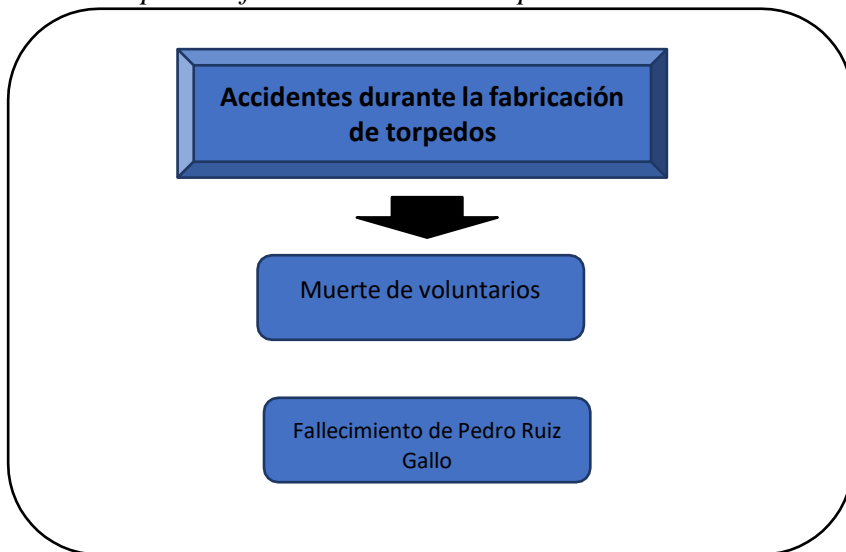 Accidentes durante la fabricación
de torpedos
Muerte de voluntarios
Fallecimiento de Pedro Ruiz
Gallo